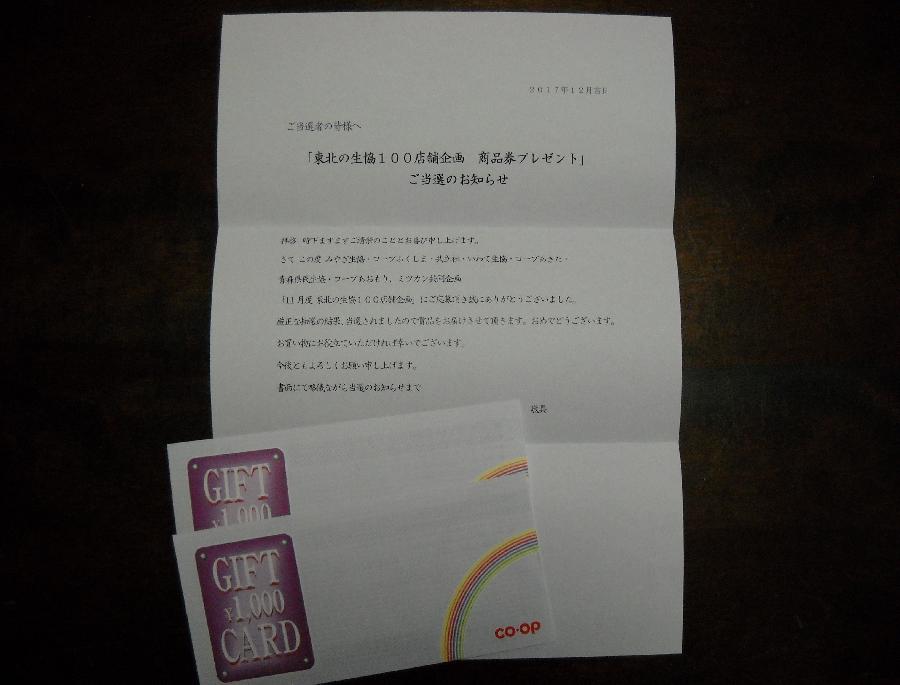 2017年12月吉日
ご当選者の皆様へ
「東北の生協100店舗企画　商品券プレゼント」
ご当選のお知らせ
拝啓　時下ますますご清栄のこととお喜び申し上げます。
さて この度 みやぎ生協・コープふくしま・共立社・いわて生協・コープあきた・
青森県民生協・コープあおもり、ミツカン共同企画
「11月度 東北の生協100店舗企画」にご応募頂き誠にありがとうございました。
厳正な抽選の結果、当選されましたので賞品をお届けさせて頂きます。おめでとうございます。
お買い物にお役立ていただければ幸いでございます。
今後ともよろしくお願い申し上げます。
書面にて略儀ながら当選のお知らせまで
敬具
GIFT
¥1,000
GIFT
¥1,000
CARD
CO·OP